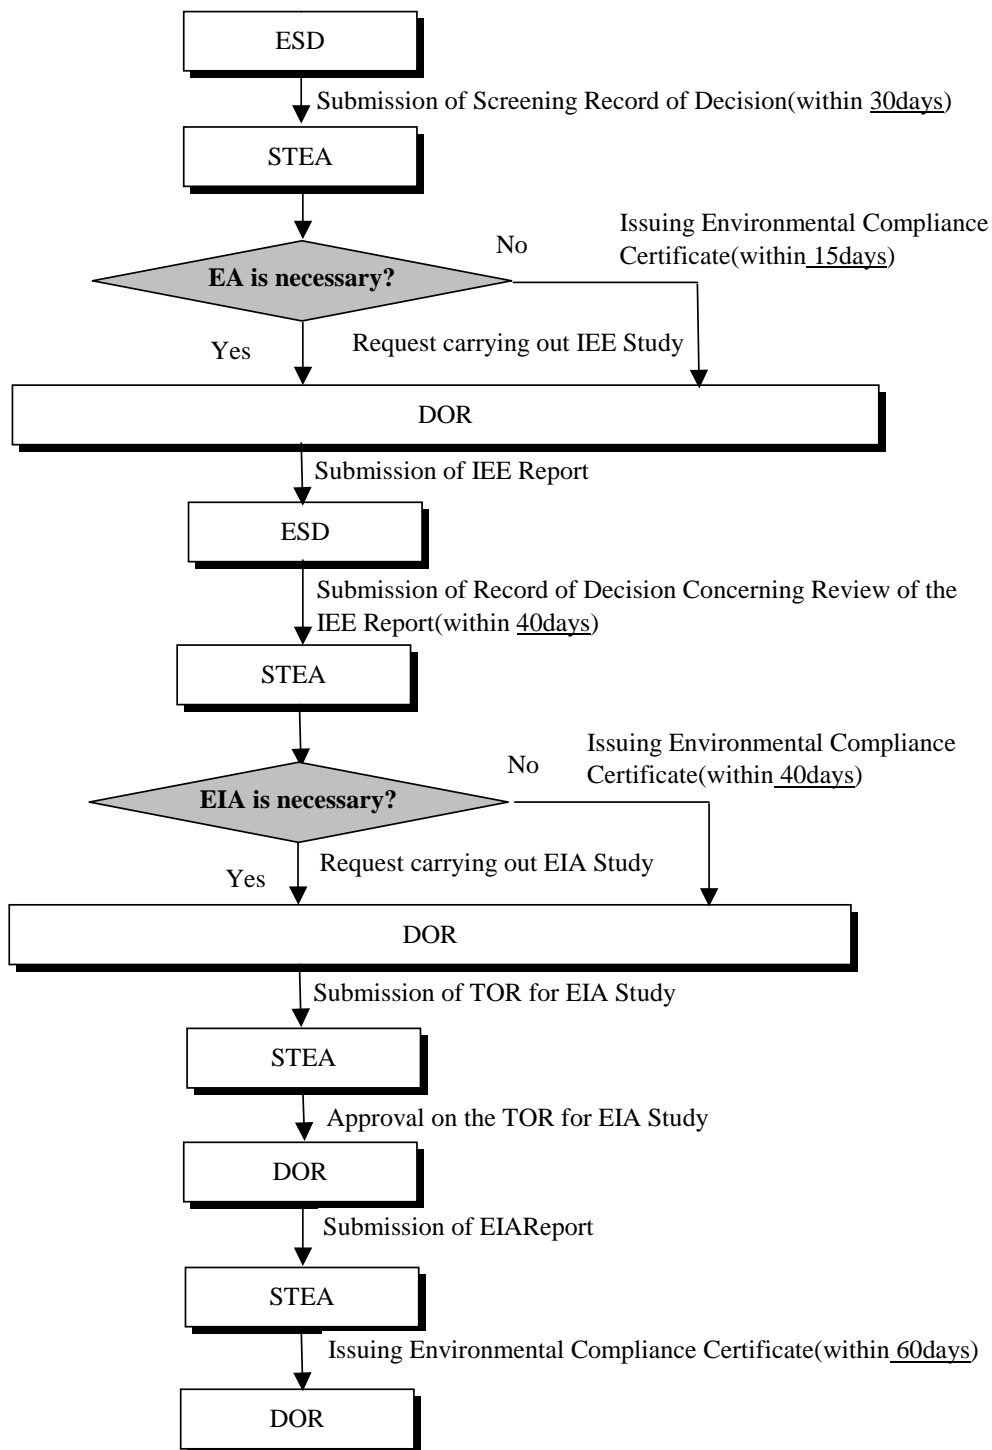 ESD
Submission of Screening Record of Decision(within 30days)
STEA
Issuing Environmental Compliance
Certificate(within 15days)
No
EA is necessary?
Yes
Request carrying out IEE Study
DOR
Submission of IEE Report
ESD
Submission of Record of Decision Concerning Review of the
IEE Report(within 40days)
STEA
Issuing Environmental Compliance
Certificate(within 40days)
No
EIA is necessary?
Request carrying out EIA Study
Yes
DOR
Submission of TOR for EIA Study
STEA
Approval on the TOR for EIA Study
DOR
Submission of EIAReport
STEA
Issuing Environmental Compliance Certificate(within 60days)
DOR